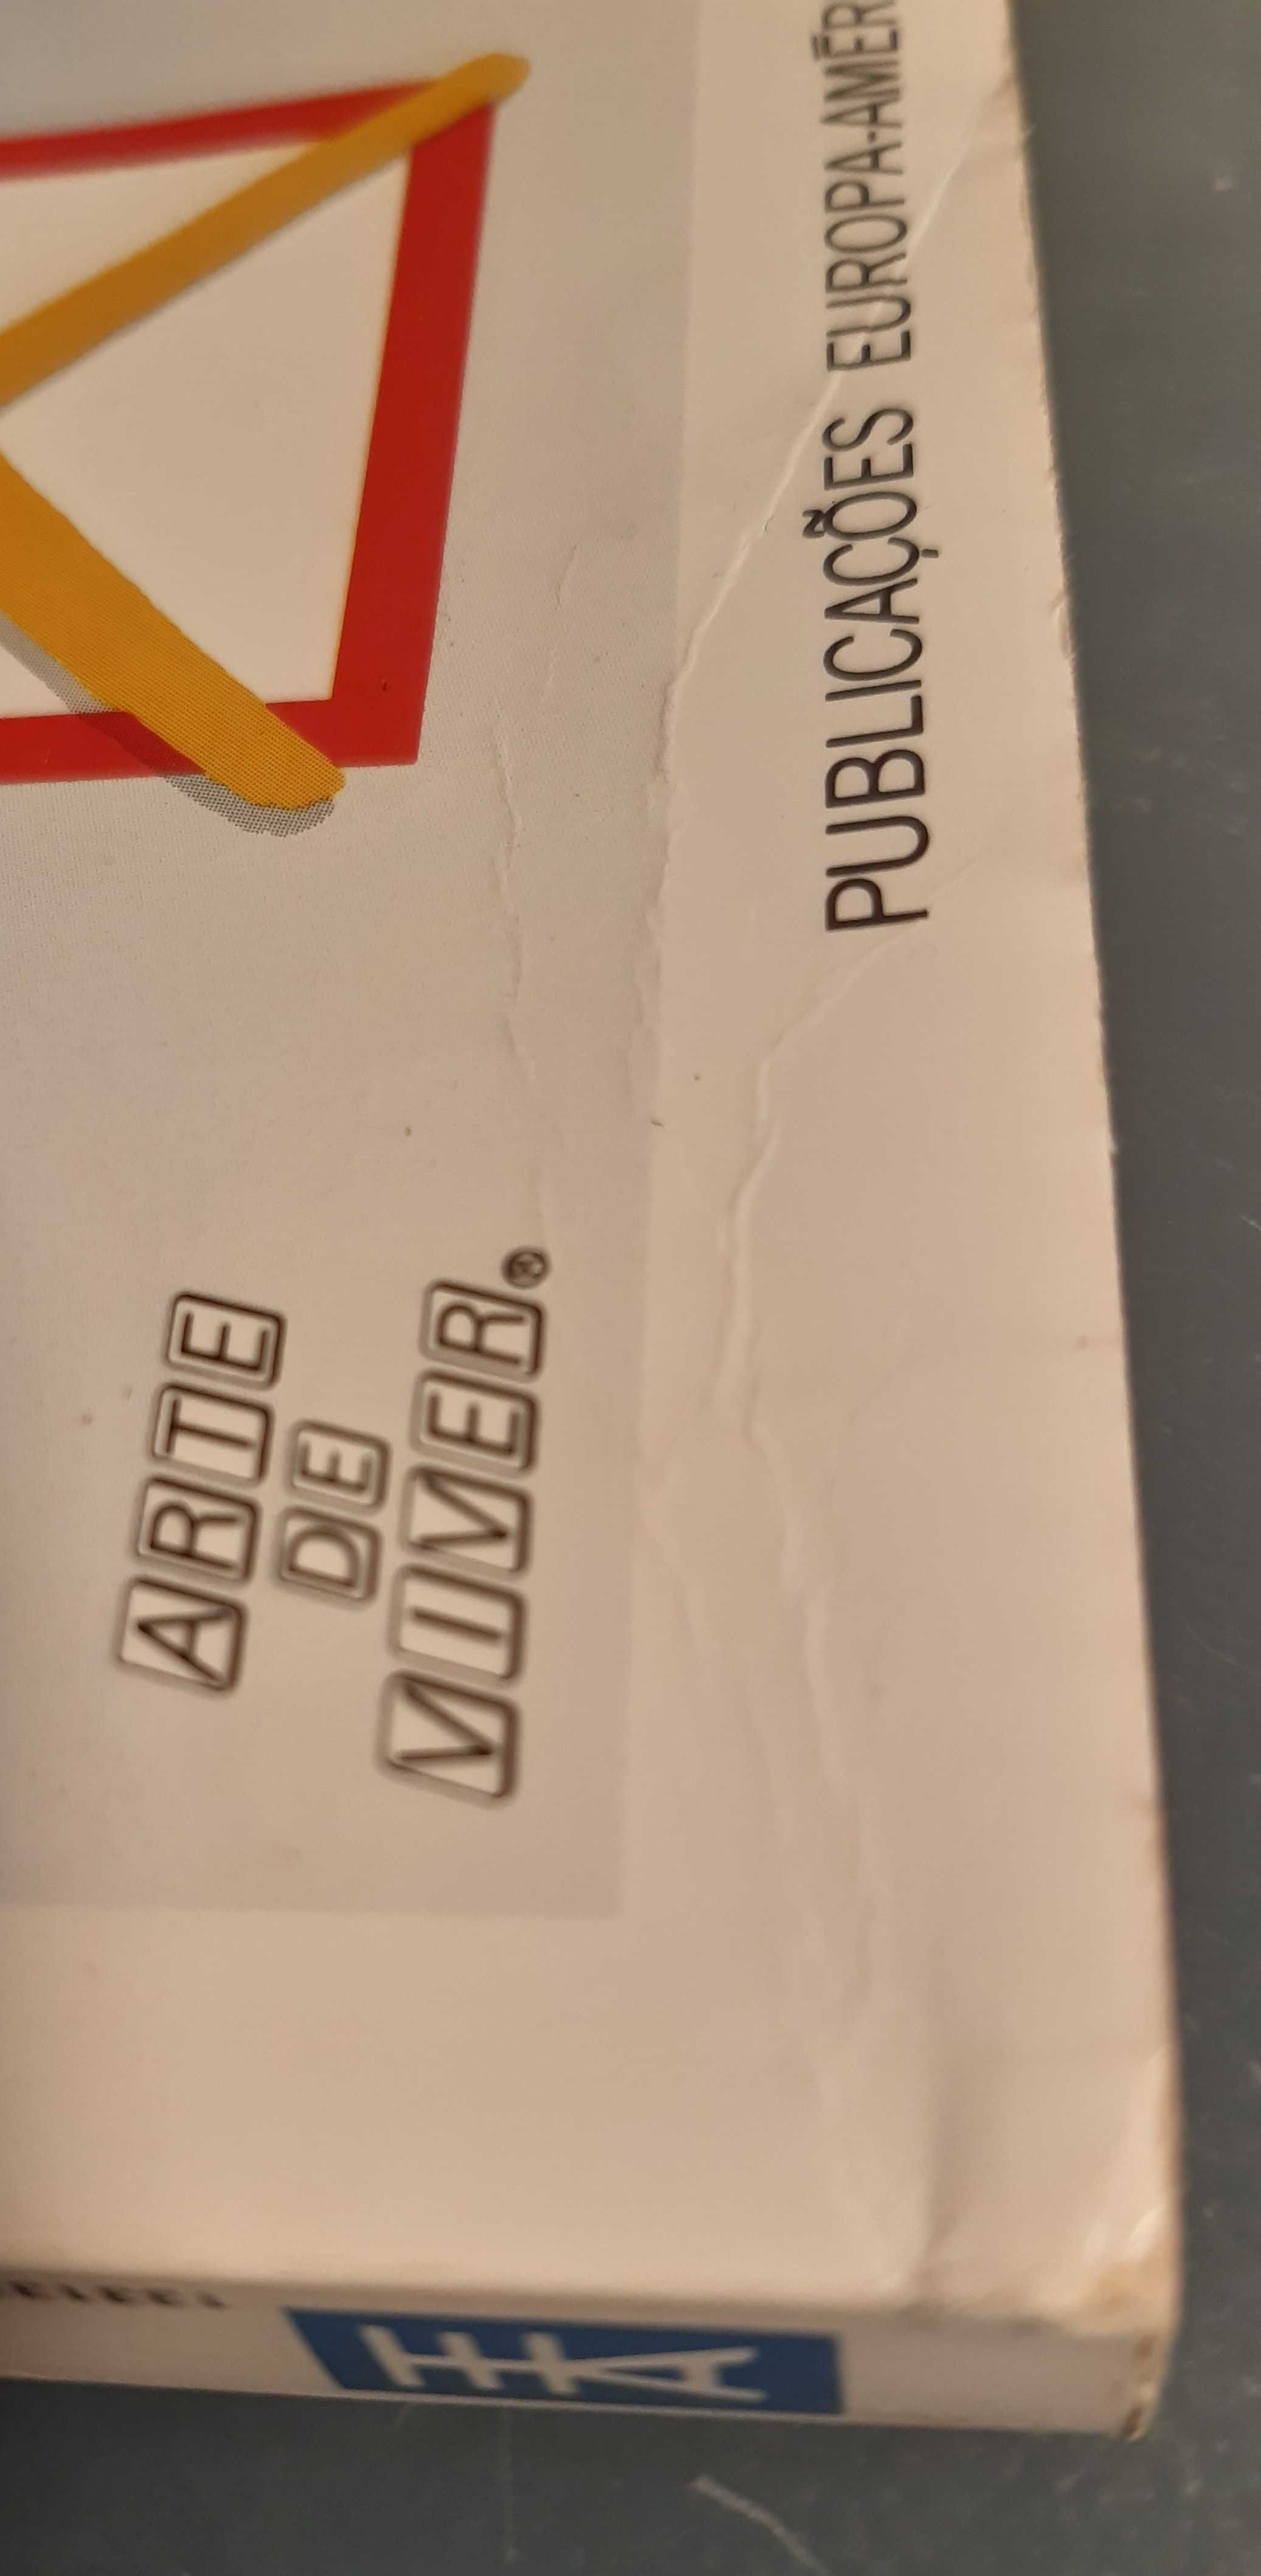 ARTE
DE
VIVER®
PUBLICAÇÕES EUROPA-AMÉR